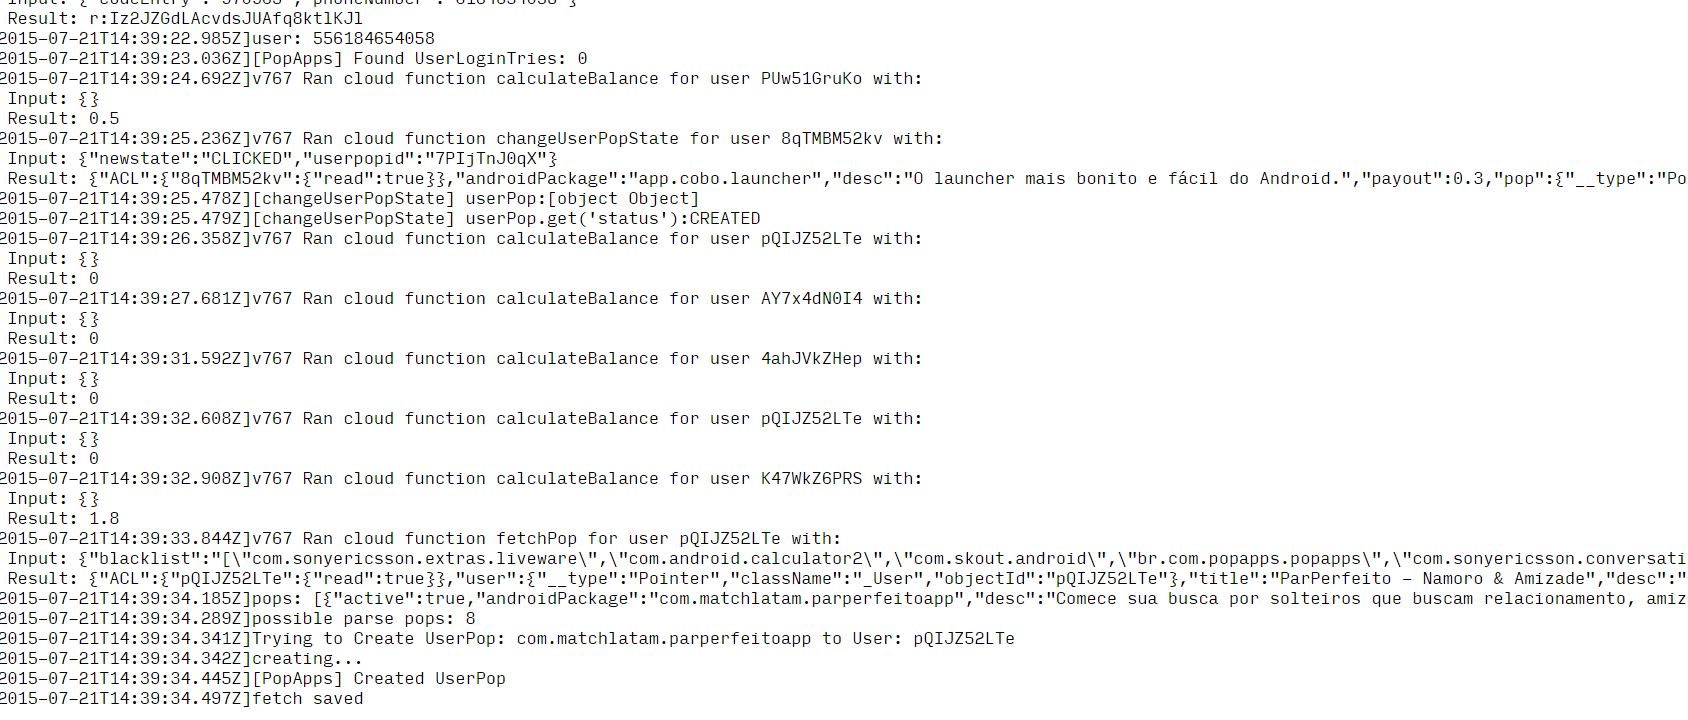 Result: r:Iz2JZGdLAcvdsJUAfq8ktlKJl
2015-07-21T14:39:22.985Z]user: 556184654058
2015-07-21T14:39:23.036Z][PopApps] Found UserLoginTries: 0
2015-07-21T14:39:24.692Z]v767 Ran cloud function calculateBalance for user PUw51GruKo with:
Input: {}
Result: 0.5
2015-07-21T14:39:25.236Z]v767 Ran cloud function changeUserPopState for user 8qTMBM52kv with:
Input: {"newstate":"CLICKED","userpopid":"7PIjTnJ0qX"}
Result: {"ACL":{"8qTMBM52kv":{"read":true}},"androidPackage":"app.cobo.launcher","desc":"O launcher mais bonito e fácil do Android.","payout":0.3,"pop":{"__type":"Po
2015-07-21T14:39:25.478Z][changeUserPopState] userPop:[object Object]
2015-07-21T14:39:25.479Z][changeUserPopState] userPop.get('status'):CREATED
2015-07-21T14:39:26.358Z]v767 Ran cloud function calculateBalance for user pQIJZ52LTe with:
Input: {}
Result: 0
2015-07-21T14:39:27.681Z]v767 Ran cloud function calculateBalance for user AY7x4dN0I4 with:
Input: {}
Result: 0
2015-07-21T14:39:31.592Z]v767 Ran cloud function calculateBalance for user 4ahJVkZHep with:
Input: {}
Result: 0
2015-07-21T14:39:32.608Z]v767 Ran cloud function calculateBalance for user pQIJZ52LTe with:
Input: {}
Result: 0
2015-07-21T14:39:32.908Z]v767 Ran cloud function calculateBalance for user K47WkZ6PRS with:
Input: {}
Result: 1.8
2015-07-21T14:39:33.844Z]v767 Ran cloud function fetchPop for user pQIJZ52LTe with:
Input: {"blacklist":"[\"com.sonyericsson.extras.liveware\",\"com.android.calculator2\",\"com.skout.android\",\"br.com.popapps.popapps\",\"com.sonyericsson.conversati
Result: {"ACL":{"pQIJZ52LTe":{"read":true}},"user":{"__type":"Pointer","className":"_User","objectId":"pQIJZ52LTe"},"title":"ParPerfeito – Namoro & Amizade","desc":"
2015-07-21T14:39:34.185Z]pops: [{"active":true,"androidPackage":"com.matchlatam.parperfeitoapp","desc":"Comece sua busca por solteiros que buscam relacionamento, amiz
2015-07-21T14:39:34.289Z]possible parse pops: 8
2015-07-21T14:39:34.341Z]Trying to Create UserPop: com.matchlatam.parperfeitoapp to User: pQIJZ52LTe
2015-07-21T14:39:34.342Z]creating...
2015-07-21T14:39:34.445Z][PopApps] Created UserPop
2015-07-21T14:39:34.497Z]fetch saved